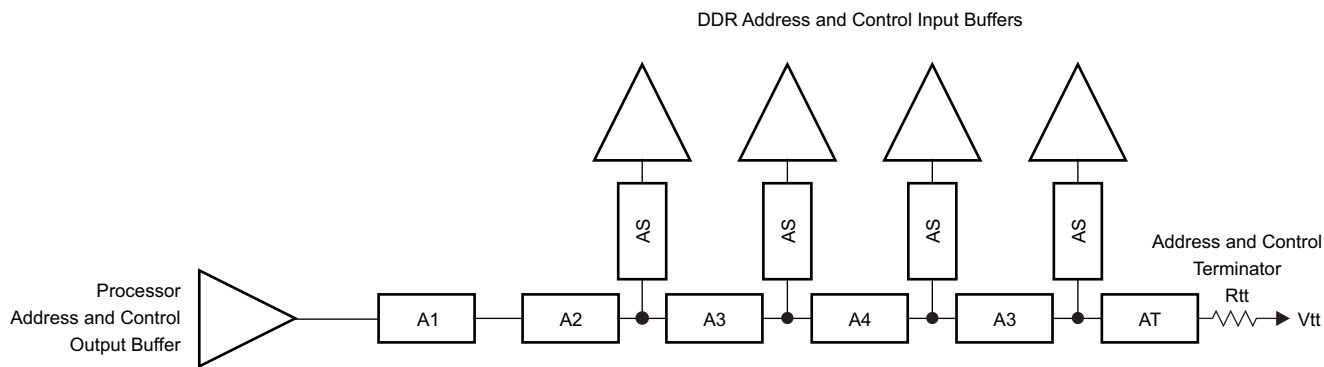 DDR Address and Control Input Buffers
AS
AS
AS
AS
Processor
Address and Control
Output Buffer
A1
A2
A3
A4
A3
AT
Address and Control
Terminator
Rtt
Vtt